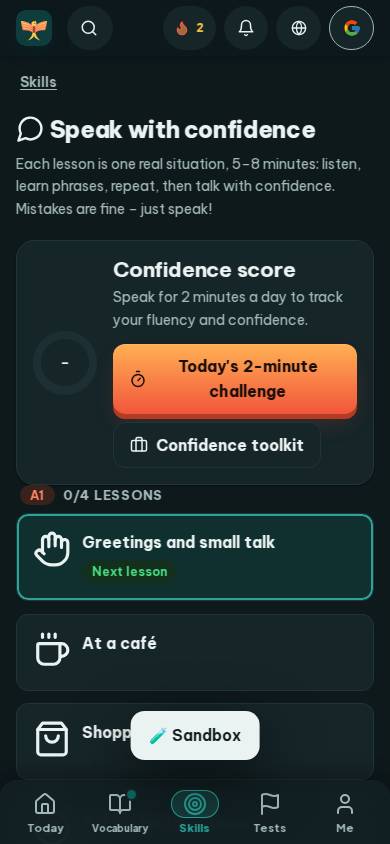 2
Skills
Speak with confidence
Each lesson is one real situation, 5–8 minutes: listen,
learn phrases, repeat, then talk with confidence.
Mistakes are fine – just speak!
Confidence score
Speak for 2 minutes a day to track
your fluency and confidence.
-
Today's 2-minute
challenge
Confidence toolkit
A1 0/4 LESSONS
Greetings and small talk
Next lesson
At a café
Shopp
🧪 Sandbox
Today Vocabulary Skills Tests Me